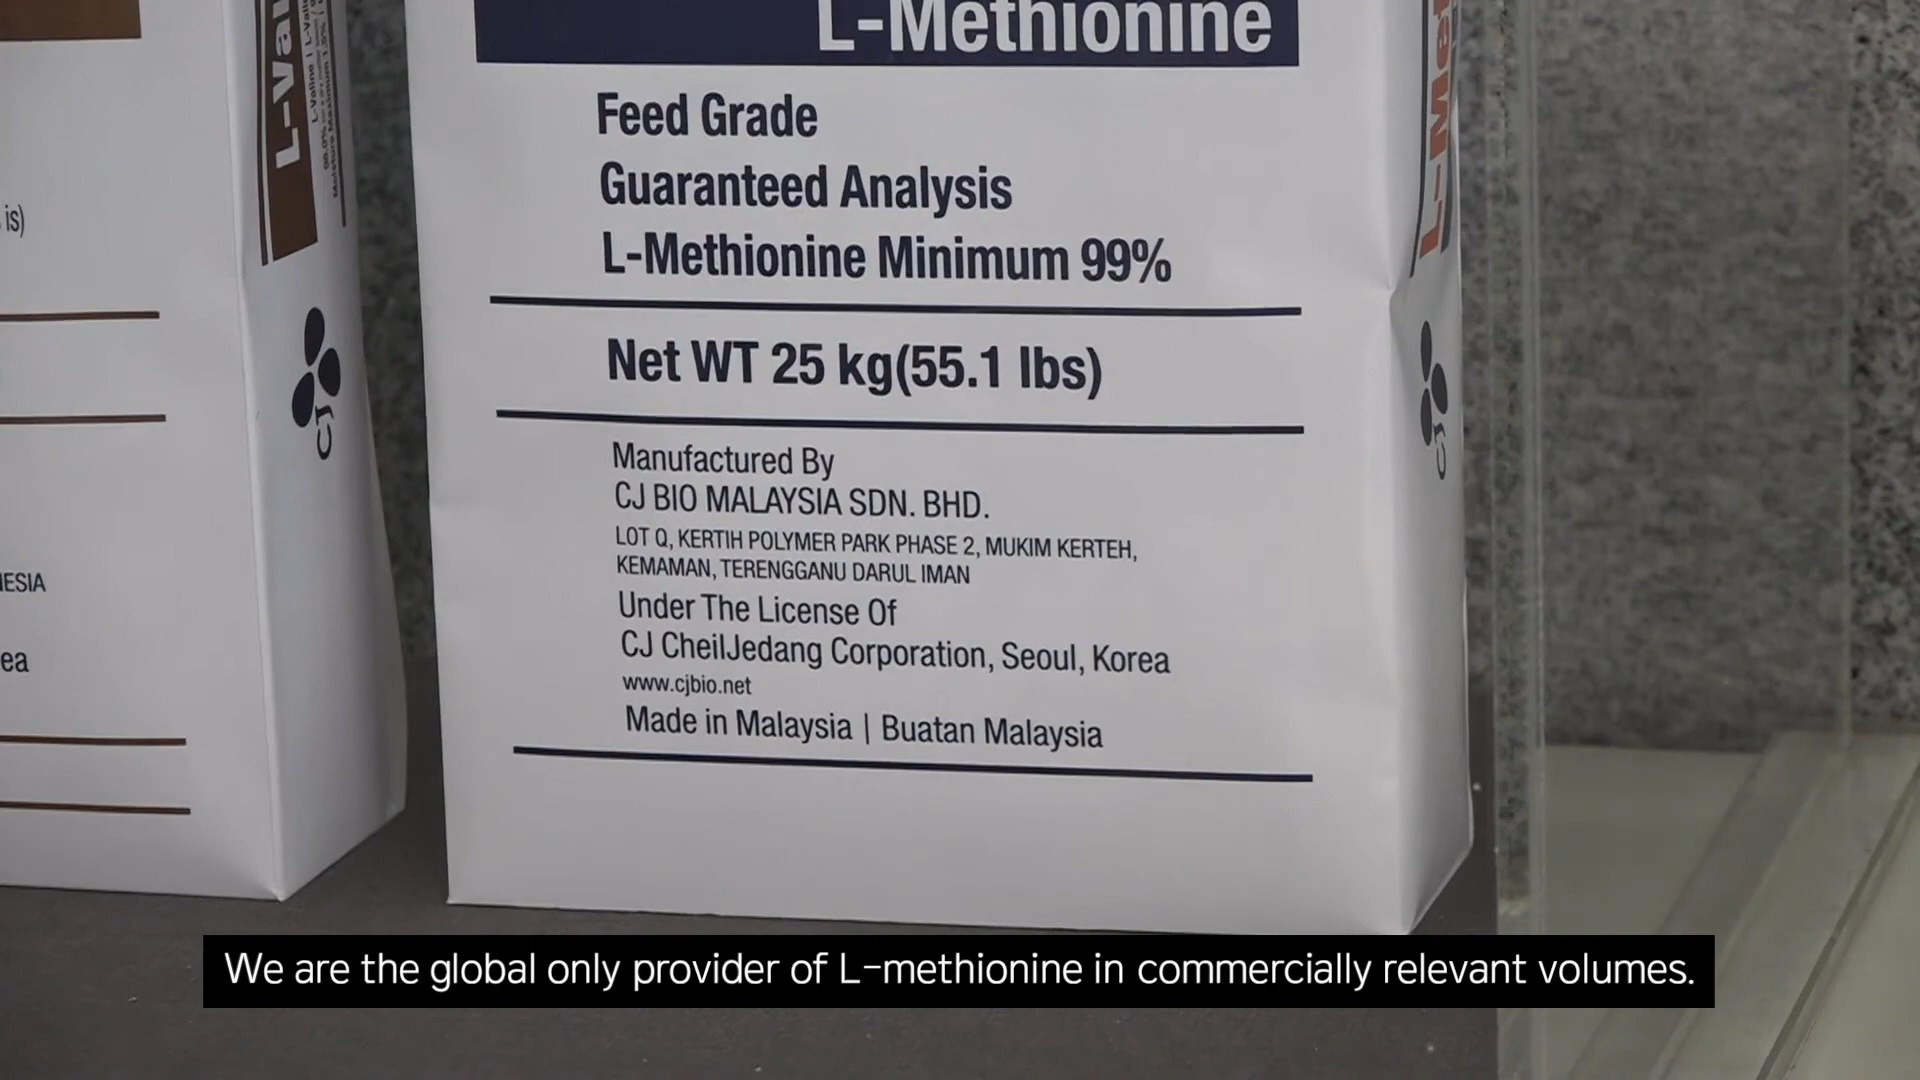 L-Methionine
Feed Grade
Guaranteed Analysis
L-Methionine Minimum 99%
Net WT 25 kg(55.1 lbs)
Manufactured By
CJ BIO MALAYSIA SDN. BHD.
LOT Q, KERTIH POLYMER PARK PHASE 2, MUKIM KERTEH,
KEMAMAN, TERENGGANU DARUL IMAN
Under The License Of
CJ CheilJedang Corporation, Seoul, Korea
www.cjbio.net
Made in Malaysia | Buatan Malaysia
is)
L-Val
CJ
CJ
We are the global only provider of L-methionine in commercially relevant volumes.